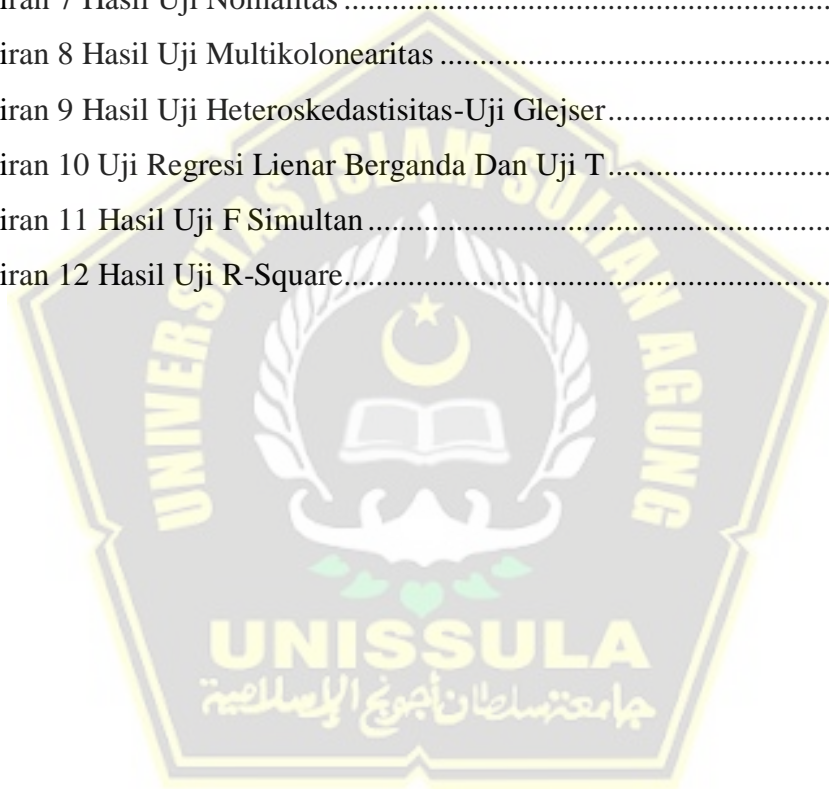 iran 7 Hasil Uji Nomalitas................................................................
iran 8 Hasil Uji Multikolonearitas ....................................................
iran 9 Hasil Uji Heteroskedastisitas-Uji Glejser................................
iran 10 Uji Regresi Lienar Berganda Dan Uji T................................
iran 11 Hasil Uji F Simultan .............................................................
iran 12 Hasil Uji R-Square................................................................
UNIVERSITAS ISLAM SULTAN AGUNG
UNISSULA
جامعة سلطان أجونج الإسلامية